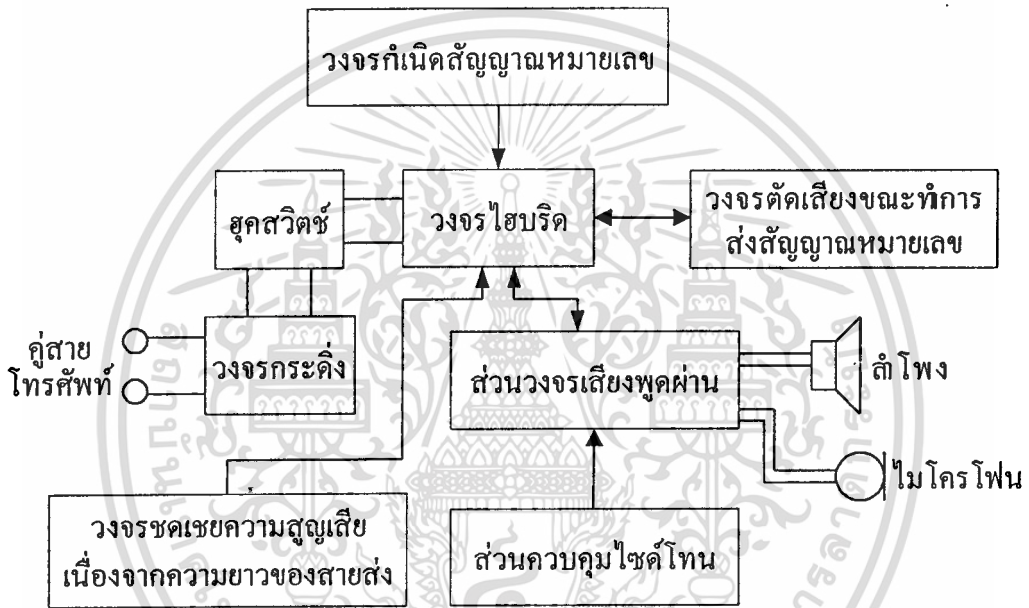 วงจรกำเนิดสัญญาณหมายเลข
ฮุคสวิตช์
วงจรไฮบริด
วงจรตัดเสียงขณะทำการ
ส่งสัญญาณหมายเลข
คู่สาย
โทรศัพท์
วงจรกระดิ่ง
ส่วนวงจรเสียงพูดผ่าน
ลำโพง
ไมโครโฟน
วงจรชดเชยความสูญเสีย
เนื่องจากความยาวของสายส่ง
ส่วนควบคุมไซด์โทน